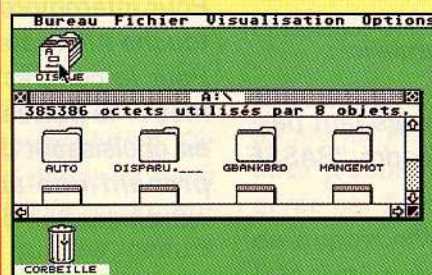 Bureau Fichier Visualisation Options
A
DISQUE
A:\
385386 octets utilisés par 8 objets.
AUTO DISPARU.___ GBANKBRD MANGEMOT
CORBEILLE